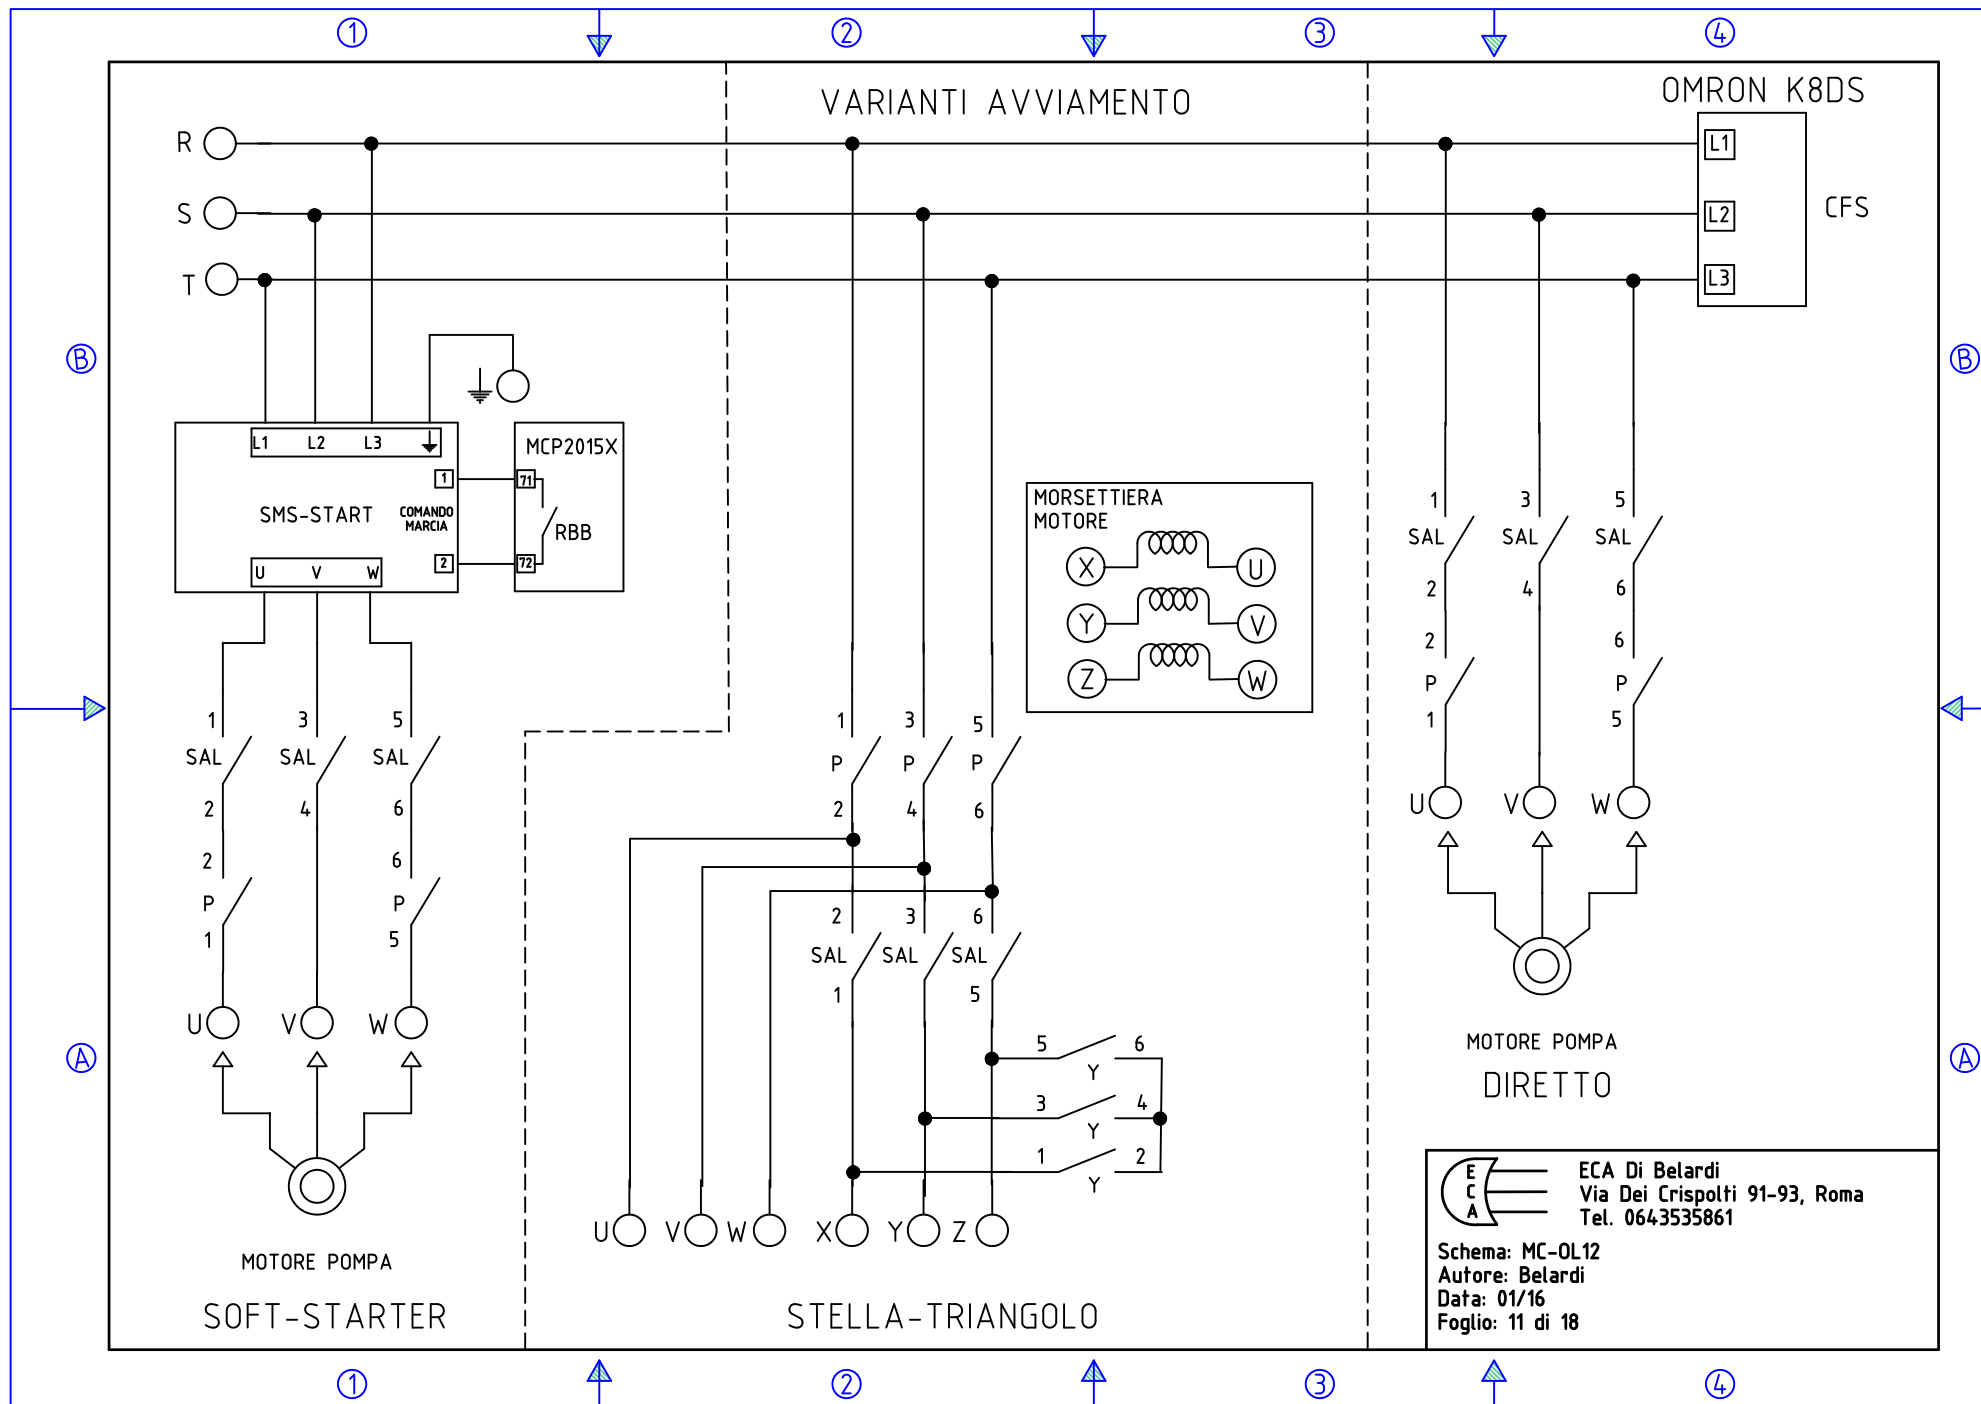 1 2 3 4
VARIANTI AVVIAMENTO
OMRON K8DS
R
L1
S
L2
CFS
T
L3
B B
L1 L2 L3
MCP2015X
1
71
SMS-START
COMANDO
MARCIA
RBB
2
72
U V W
MORSETTIERA
MOTORE
X U
Y V
Z W
1 3 5
SAL SAL SAL
2 4 6
2 6
P P
1 5
U V W
1 3 5
SAL SAL SAL
2 4 6
2 6
P P
1 5
U V W
1 3 5
P P P
2 4 6
2 3 6
SAL SAL SAL
1 5
5 6
Y
3 4
Y
1 2
Y
U V W X Y Z
A A
MOTORE POMPA
DIRETTO
MOTORE POMPA
SOFT-STARTER
STELLA-TRIANGOLO
E
C
A
ECA Di Belardi
Via Dei Crispolti 91-93, Roma
Tel. 0643535861
Schema: MC-OL12
Autore: Belardi
Data: 01/16
Foglio: 11 di 18
1 2 3 4